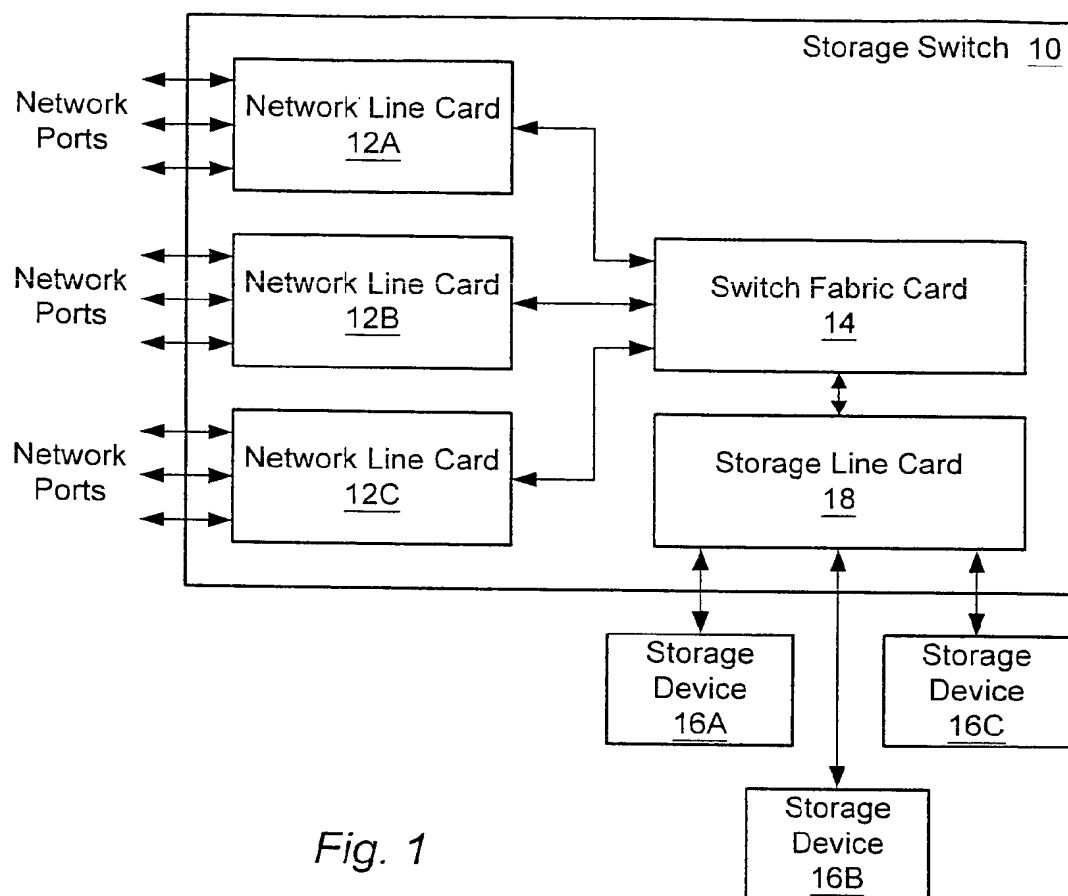 Storage Switch 10
Network
Ports
Network Line Card
12A
Network
Ports
Network Line Card
12B
Switch Fabric Card
14
Network
Ports
Network Line Card
12C
Storage Line Card
18
Storage
Device
16A
Storage
Device
16C
Storage
Device
16B
Fig. 1